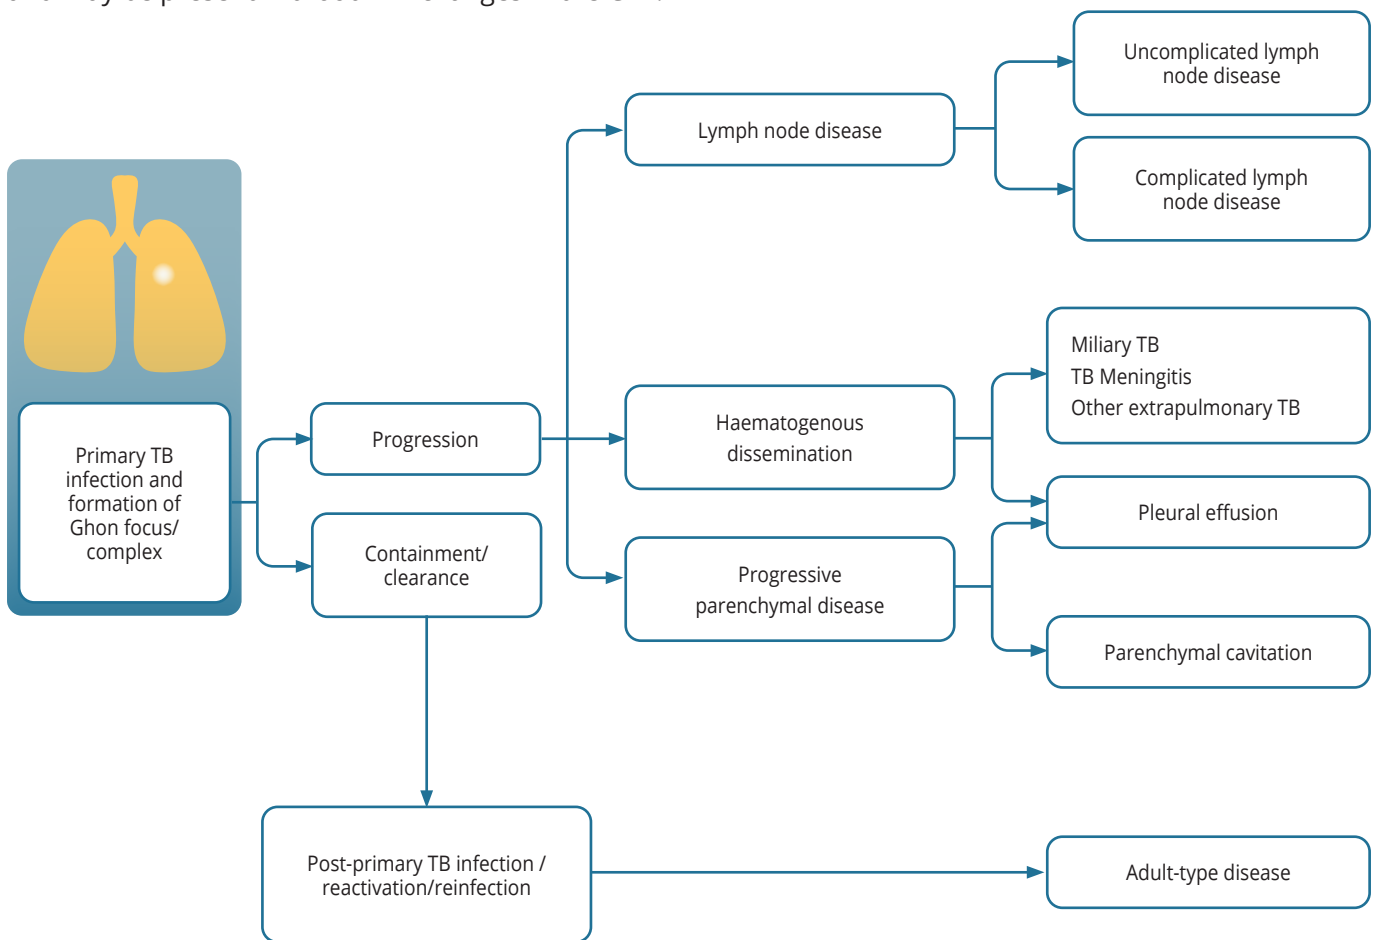 Uncomplicated lymph
node disease
Lymph node disease
Complicated lymph
node disease
Miliary TB
TB Meningitis
Other extrapulmonary TB
Haematogenous
dissemination
Progression
Primary TB
infection and
formation of
Ghon focus/
complex
Pleural effusion
Containment/
clearance
Progressive
parenchymal disease
Parenchymal cavitation
Post-primary TB infection /
reactivation/reinfection
Adult-type disease